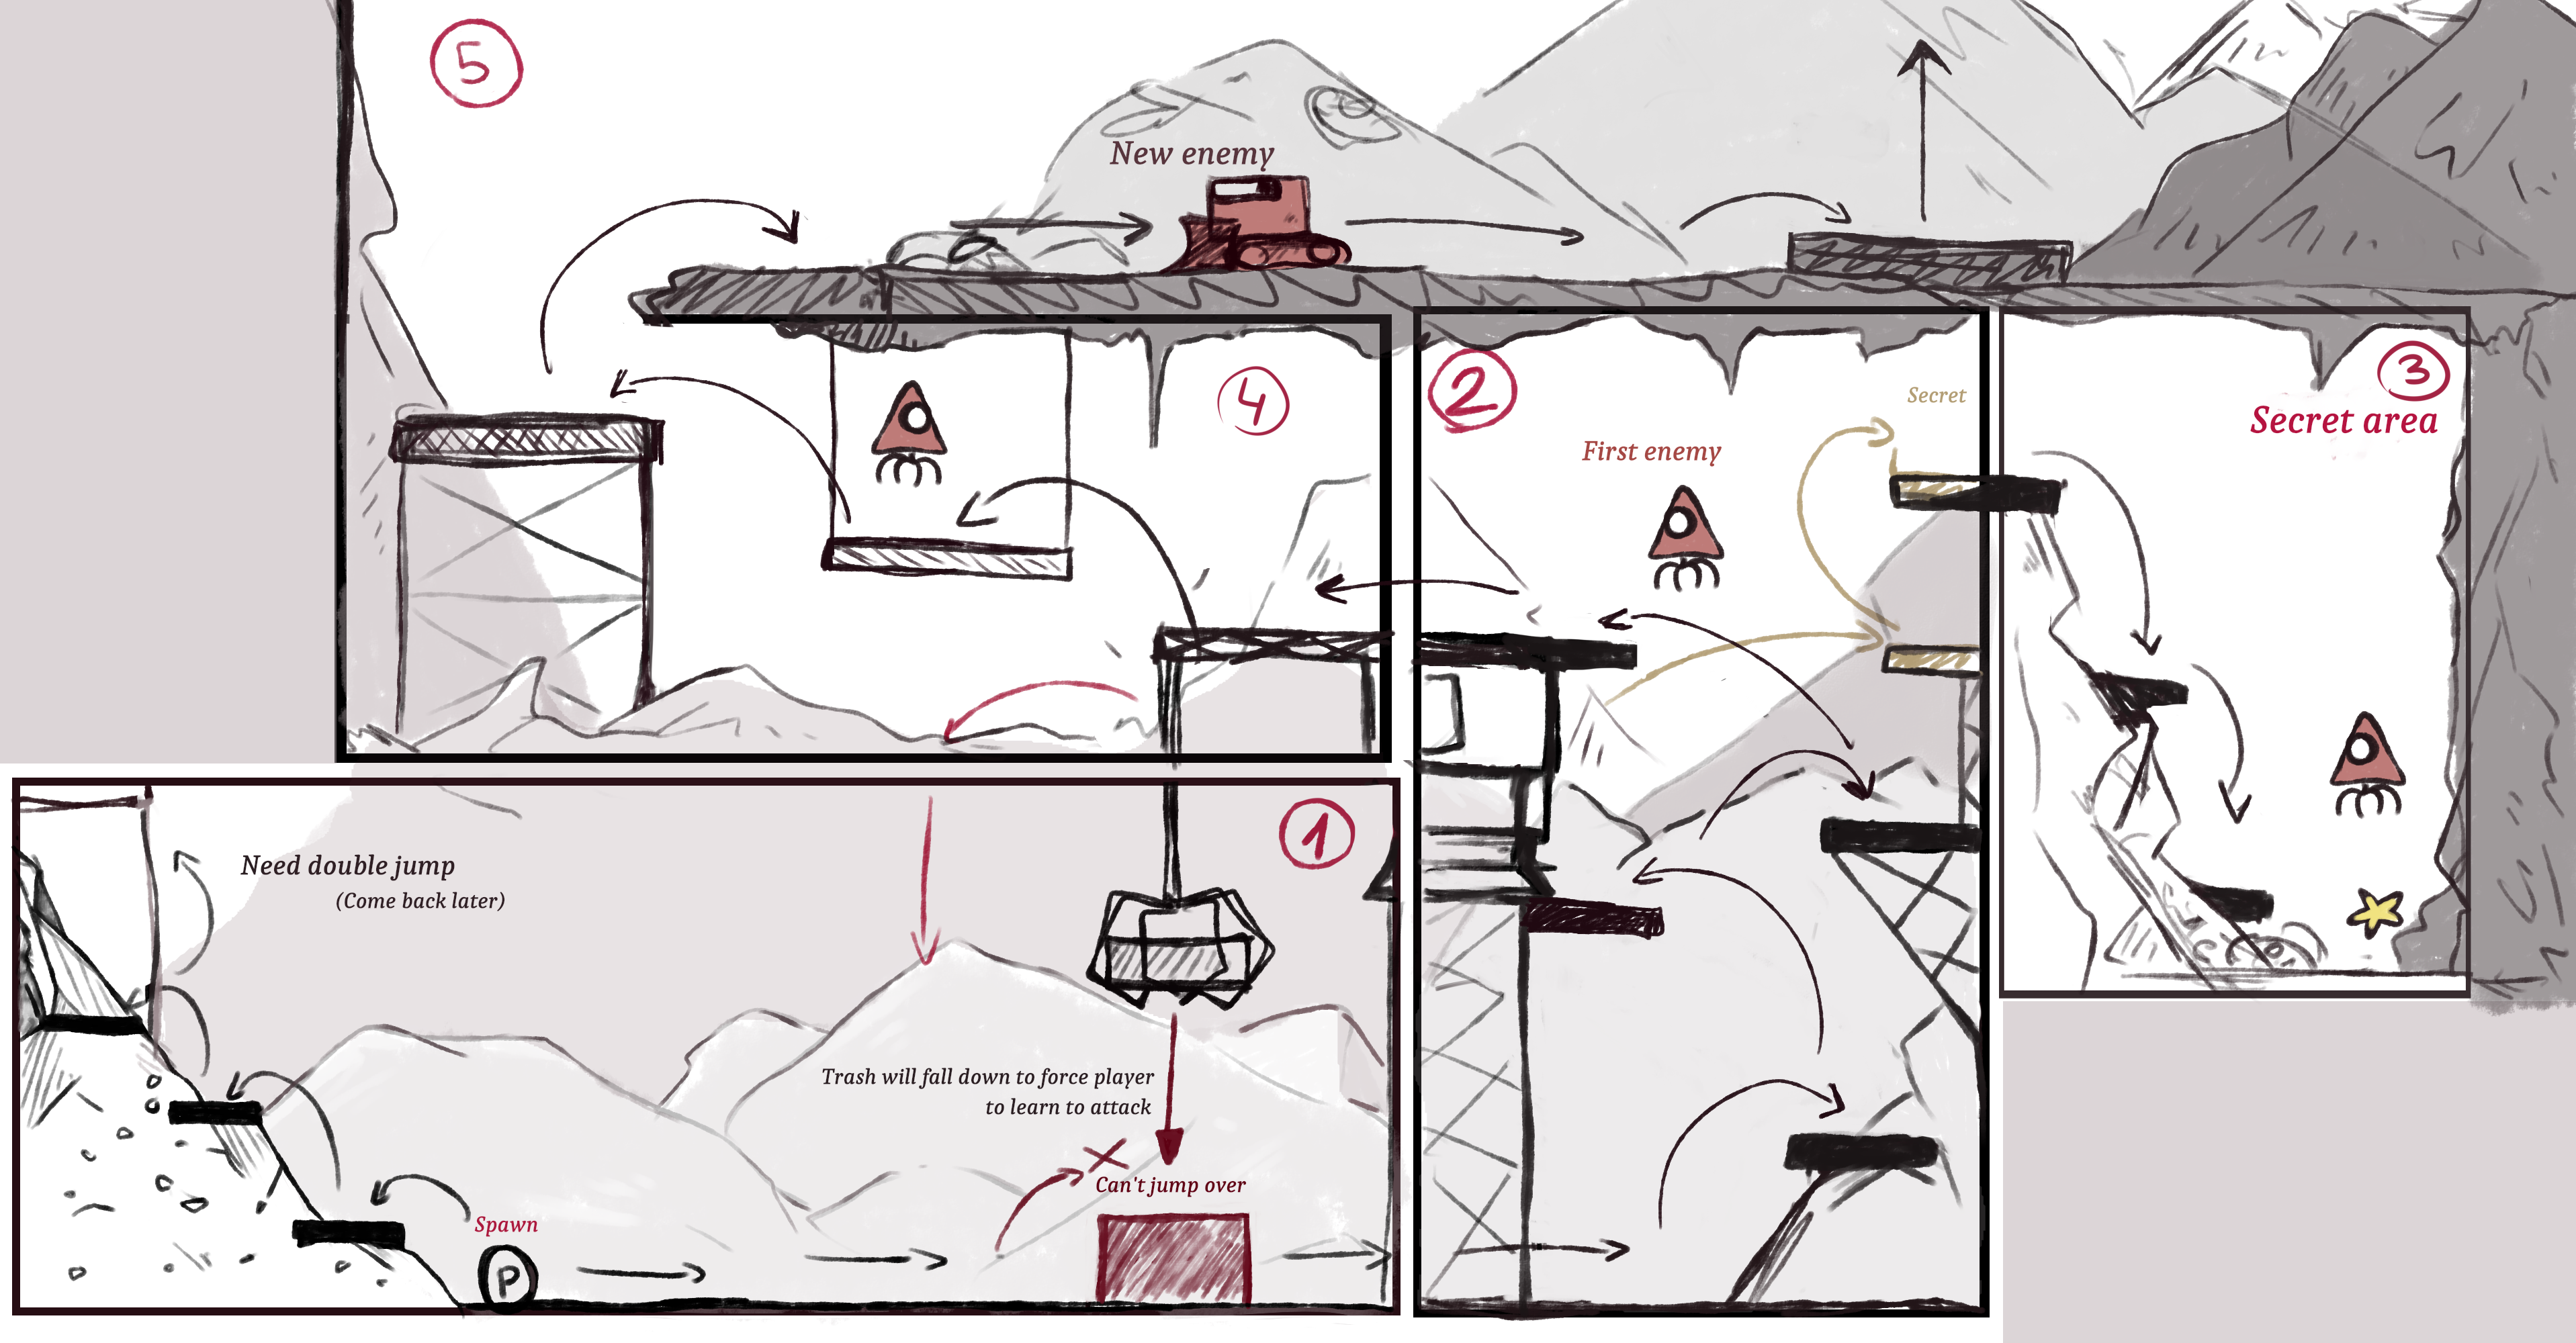 5
New enemy
4
2
First enemy
Secret
3
Secret area
1
Need double jump
(Come back later)
Trash will fall down to force player
to learn to attack
Can't jump over
Spawn
P